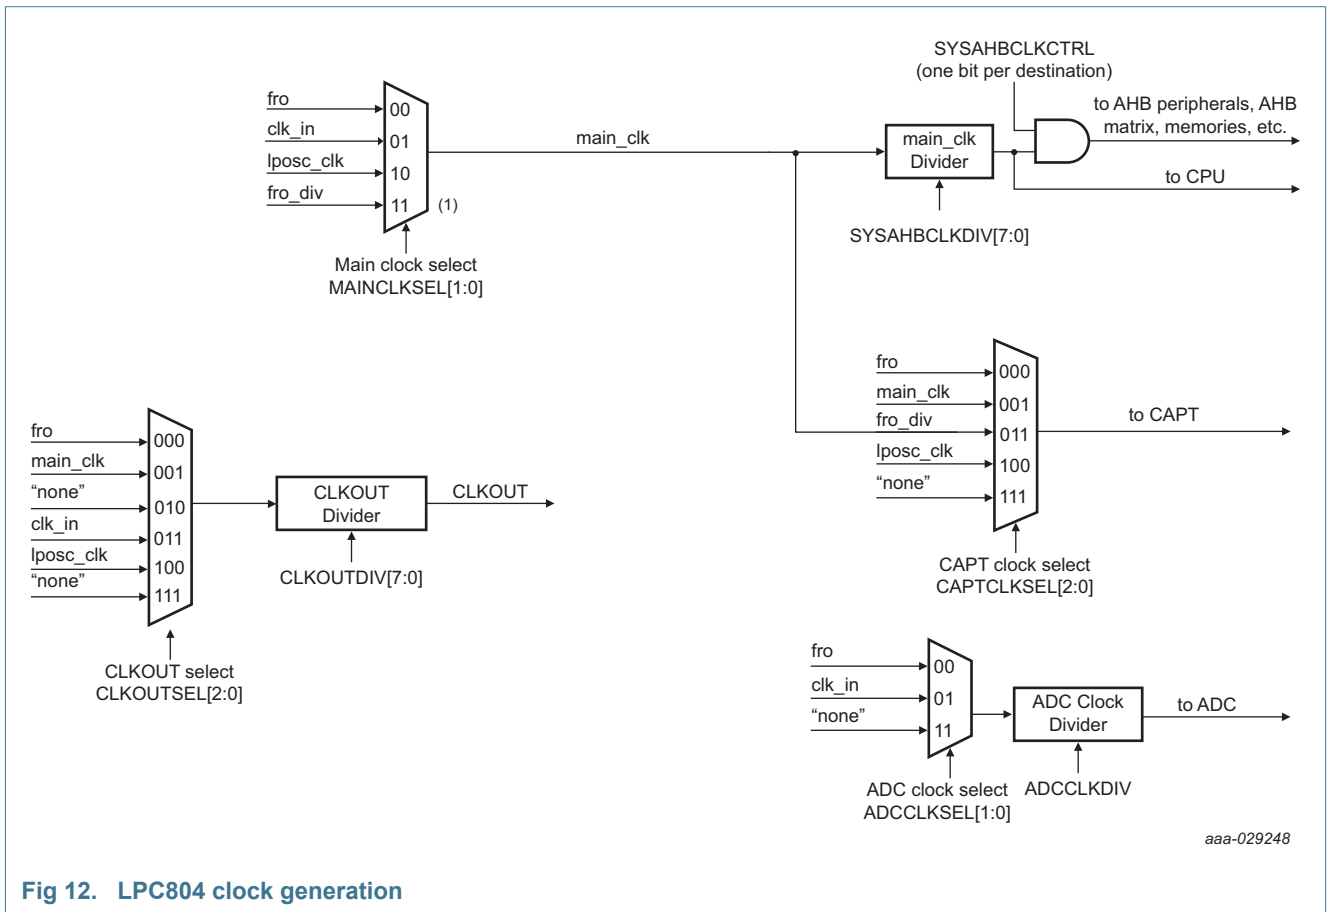 SYSAHBCLKCTRL
(one bit per destination)
to AHB peripherals, AHB
matrix, memories, etc.
fro
00
clk_in
01
lposc_clk
10
fro_div
11
(1)
main_clk
main_clk
Divider
to CPU
SYSAHBCLKDIV[7:0]
Main clock select
MAINCLKSEL[1:0]
fro
000
main_clk
001
fro_div
011
lposc_clk
100
"none"
111
to CAPT
CAPT clock select
CAPTCLKSEL[2:0]
fro
000
main_clk
001
“none”
010
clk_in
011
lposc_clk
100
“none”
111
CLKOUT
Divider
CLKOUT
CLKOUTDIV[7:0]
CLKOUT select
CLKOUTSEL[2:0]
fro
00
clk_in
01
“none”
11
ADC Clock
Divider
to ADC
ADC clock select
ADCCLKSEL[1:0]
ADCCLKDIV
aaa-029248
Fig 12. LPC804 clock generation